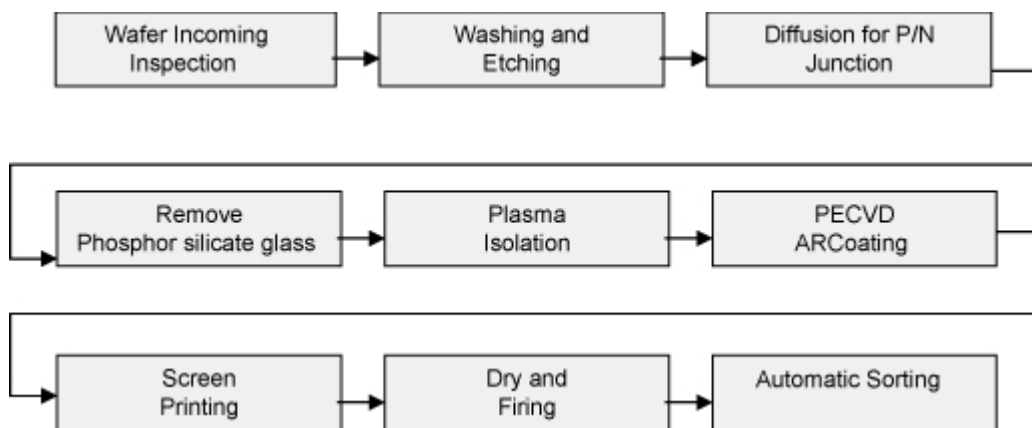 Wafer Incoming
Inspection
Washing and
Etching
Diffusion for P/N
Junction
Remove
Phosphor silicate glass
Plasma
Isolation
PECVD
ARCoating
Screen
Printing
Dry and
Firing
Automatic Sorting